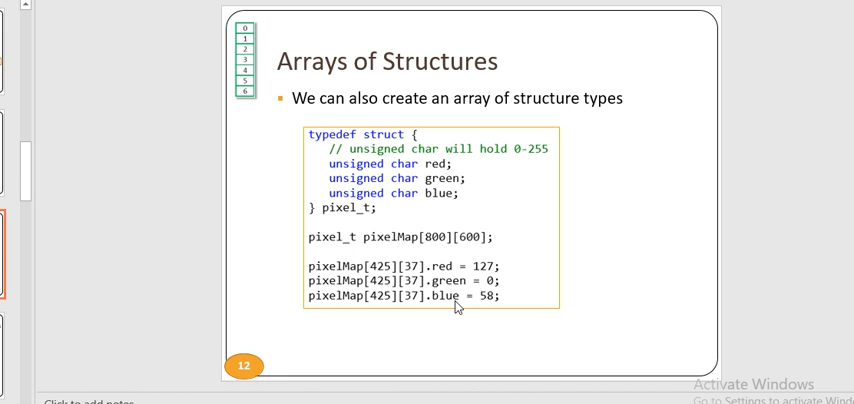 0
1
2
3
4
5
6
Arrays of Structures
We can also create an array of structure types
typedef struct {
// unsigned char will hold 0-255
unsigned char red;
unsigned char green;
unsigned char blue;
} pixel_t;
pixel_t pixelMap[800][600];
pixelMap[425][37].red = 127;
pixelMap[425][37].green = 0;
pixelMap[425][37].blue = 58;
12
Activate Windows
Go to Settings to activate Wind
Click to add notes